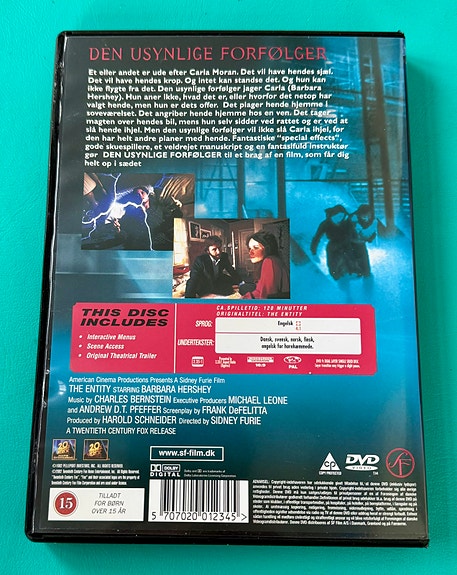 DEN USYNLIGE FORFØLGER
Et eller andet er ude efter Carla Moran. Det vil have hendes sjæl.
Det vil have hendes krop. Og intet kan standse det. Og hun kan
ikke flygte fra det. Den usynlige forfølger jager Carla (Barbara
Hershey). Hun aner ikke, hvad det er, eller hvorfor det netop har
valgt hende, men hun er dets offer. Det plager hende hjemme i
soveværelset. Det angriber hende hjemme hos en ven. Det tager
magten over hendes bil, mens hun selv sidder ved rattet og er ved at
slå hende ihjel. Men den usynlige forfølger vil ikke slå Carla ihjel, for
den har helt andre planer med hende. Fantastiske "special effects",
gode skuespillere, et veldrejet manuskript og en fantasifuld instruktør
gør DEN USYNLIGE FORFØLGER til et brag af en film, som får dig
helt op i sædet
THIS DISC
INCLUDES
• Interactive Menus
• Scene Access
• Original Theatrical Trailer
CA. SPILLETID: 120 MINUTTER
ORIGINALTITEL: THE ENTITY
SPROG:
Engelsk
UNDERTEKSTER:
Dansk, svensk, norsk, finsk,
engelsk for hørehæmmede.
PAL
American Cinema Productions Presents A Sidney Furie Film
THE ENTITY STARRING BARBARA HERSHEY
Music by CHARLES BERNSTEIN Executive Producers MICHAEL LEONE
and ANDREW D.T. PFEFFER Screenplay by FRANK DeFELITTA
Produced by HAROLD SCHNEIDER Directed by SIDNEY FURIE
A TWENTIETH CENTURY FOX RELEASE
www.sf-film.dk
DOLBY
DIGITAL
COPY PROTECTED
DVD
VIDEO
SF
15
TILLADT
FOR BØRN
OVER 15 ÅR
5 707020 012345